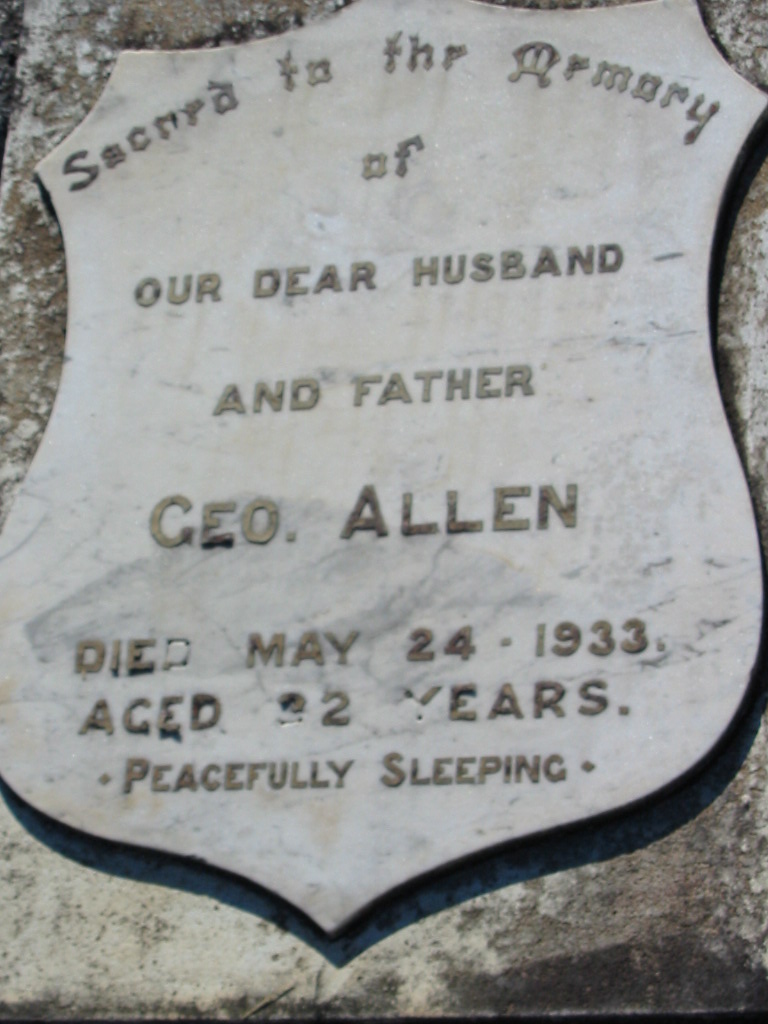 Sacred to the Memory
of
OUR DEAR HUSBAND
AND FATHER
GEO. ALLEN
DIED MAY 24 · 1933.
AGED YEARS.
· PEACEFULLY SLEEPING ·